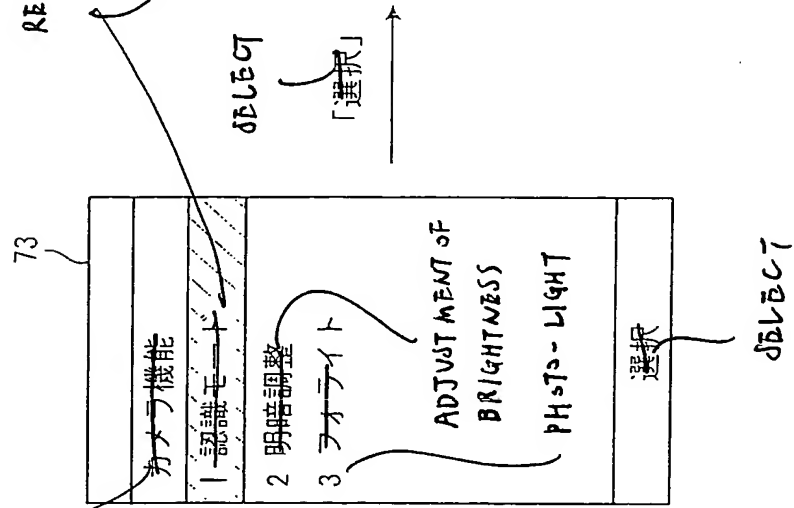 RE
73
カメラ機能
1 認識モード
2 明暗調整
3 フォライト
ADJUSTMENT OF
BRIGHTNESS
PHOTO-LIGHT
選択
SELECT
SELECT
「選択」